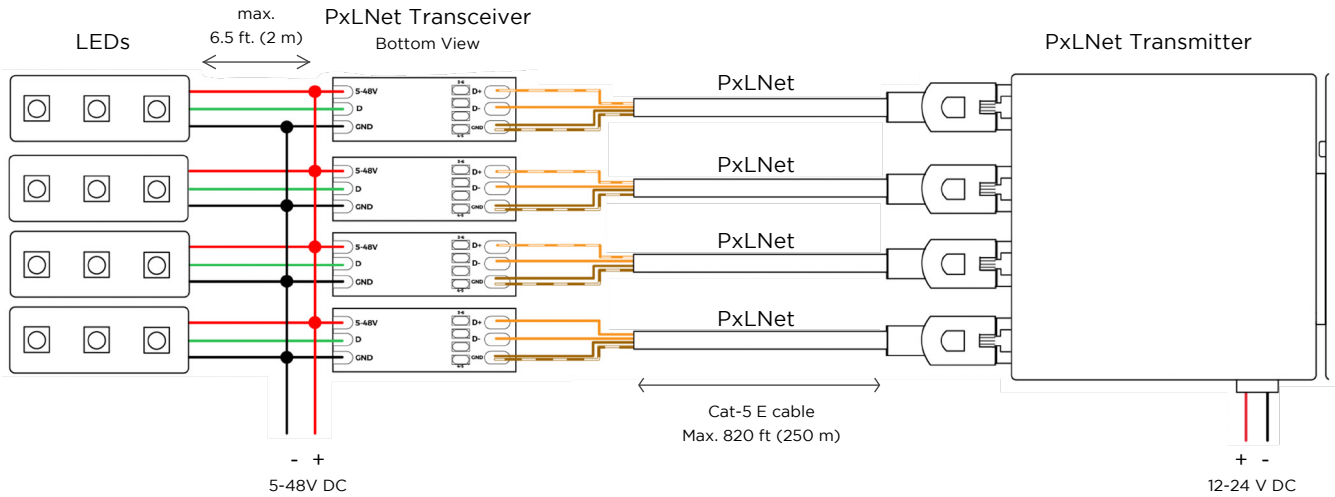 max.
6.5 ft. (2 m)
PxLNet Transceiver
Bottom View
LEDs
PxLNet Transmitter
5-48V
D
GND
D+
D-
GND
PxLNet
5-48V
D
GND
D+
D-
GND
PxLNet
5-48V
D
GND
D+
D-
GND
PxLNet
5-48V
D
GND
D+
D-
GND
PxLNet
Cat-5 E cable
Max. 820 ft (250 m)
- +
5-48V DC
+ -
12-24 V DC